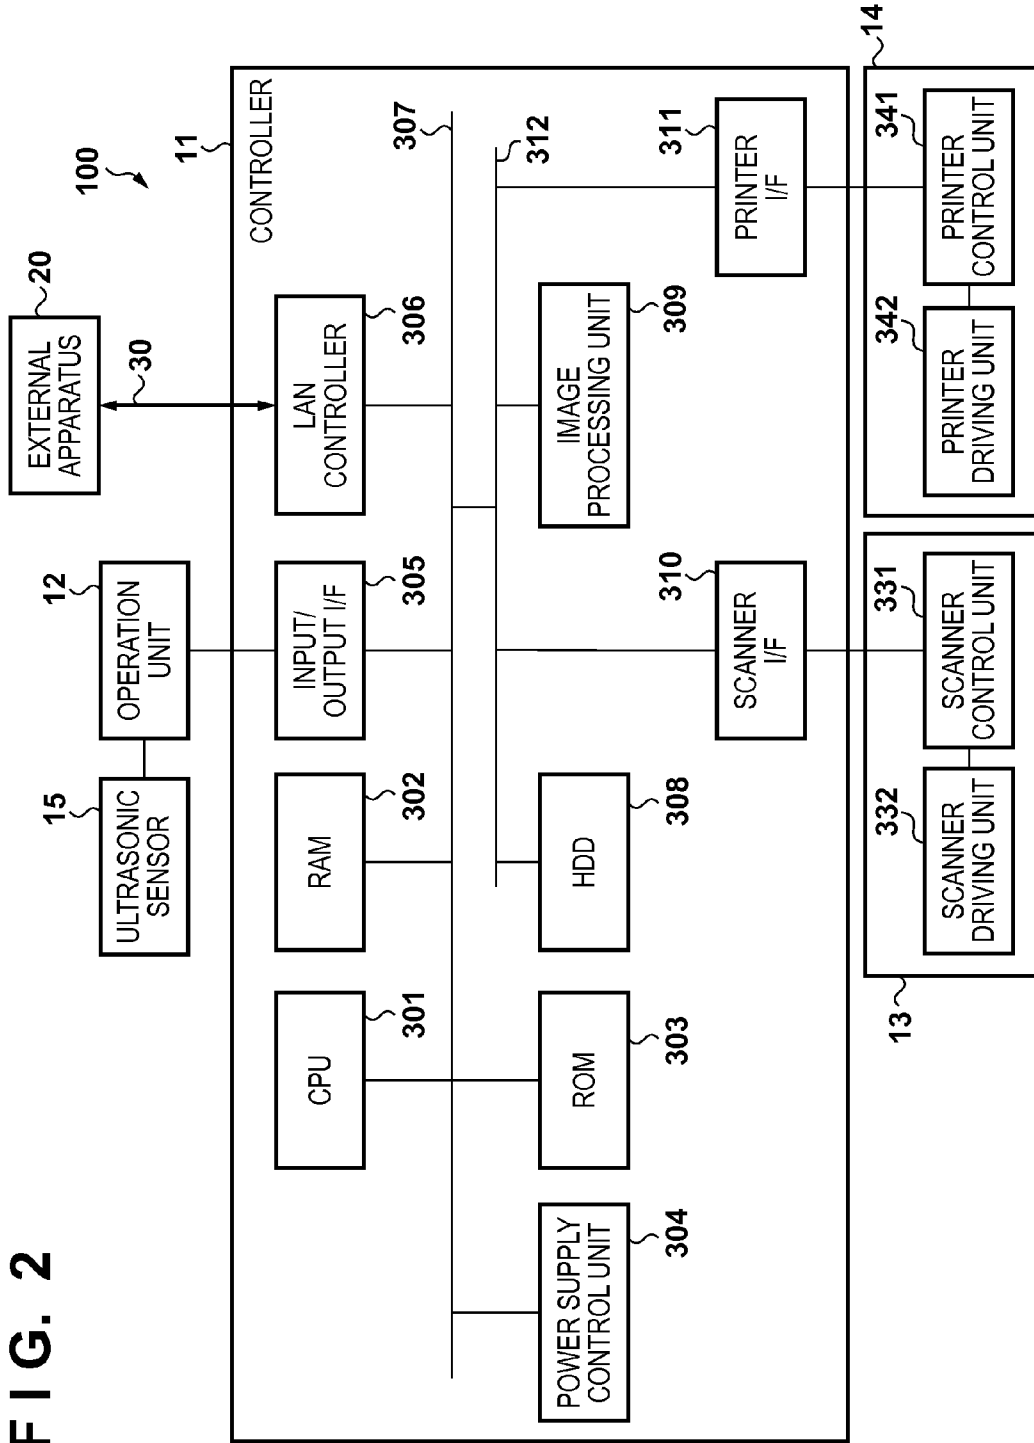 FIG. 2
100
20
EXTERNAL
APPARATUS
30
12
OPERATION
UNIT
15
ULTRASONIC
SENSOR
11
CONTROLLER
301
CPU
302
RAM
305
INPUT/
OUTPUT I/F
306
LAN
CONTROLLER
307
312
304
POWER SUPPLY
CONTROL UNIT
303
ROM
308
HDD
309
IMAGE
PROCESSING UNIT
310
SCANNER
I/F
311
PRINTER
I/F
13
332
SCANNER
DRIVING UNIT
331
SCANNER
CONTROL UNIT
14
342
PRINTER
DRIVING UNIT
341
PRINTER
CONTROL UNIT